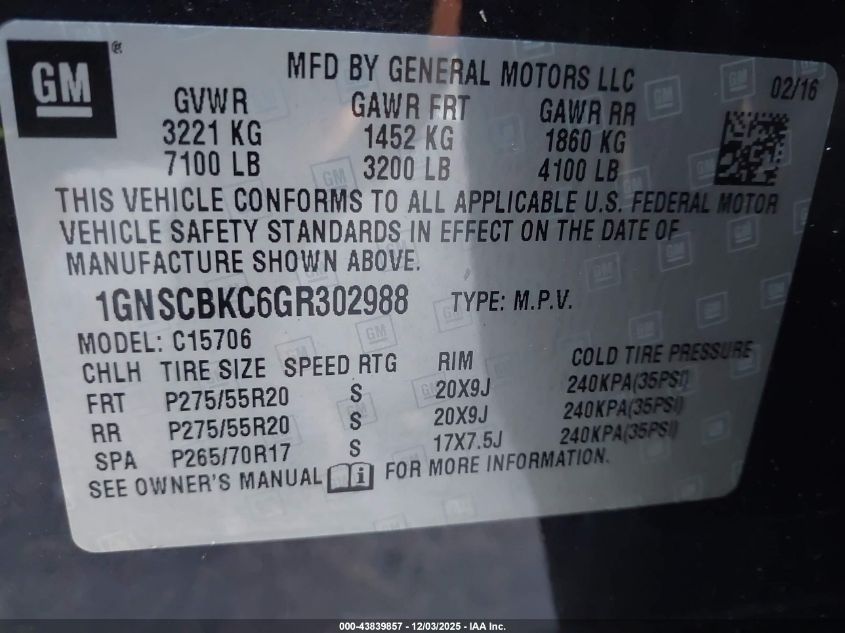 GM ®
MFD BY GENERAL MOTORS LLC
02/16
GVWR GAWR FRT GAWR RR
3221 KG 1452 KG 1860 KG
7100 LB 3200 LB 4100 LB
THIS VEHICLE CONFORMS TO ALL APPLICABLE U.S. FEDERAL MOTOR
VEHICLE SAFETY STANDARDS IN EFFECT ON THE DATE OF
MANUFACTURE SHOWN ABOVE.
1GNSCBKC6GR302988 TYPE: M.P.V.
MODEL: C15706
CHLH TIRE SIZE SPEED RTG RIM COLD TIRE PRESSURE
FRT P275/55R20 S 20X9J 240KPA(35PSI)
RR P275/55R20 S 20X9J 240KPA(35PSI)
SPA P265/70R17 S 17X7.5J 240KPA(35PSI)
SEE OWNER'S MANUAL i FOR MORE INFORMATION.
000-43839857 - 12/03/2025 - IAA Inc.